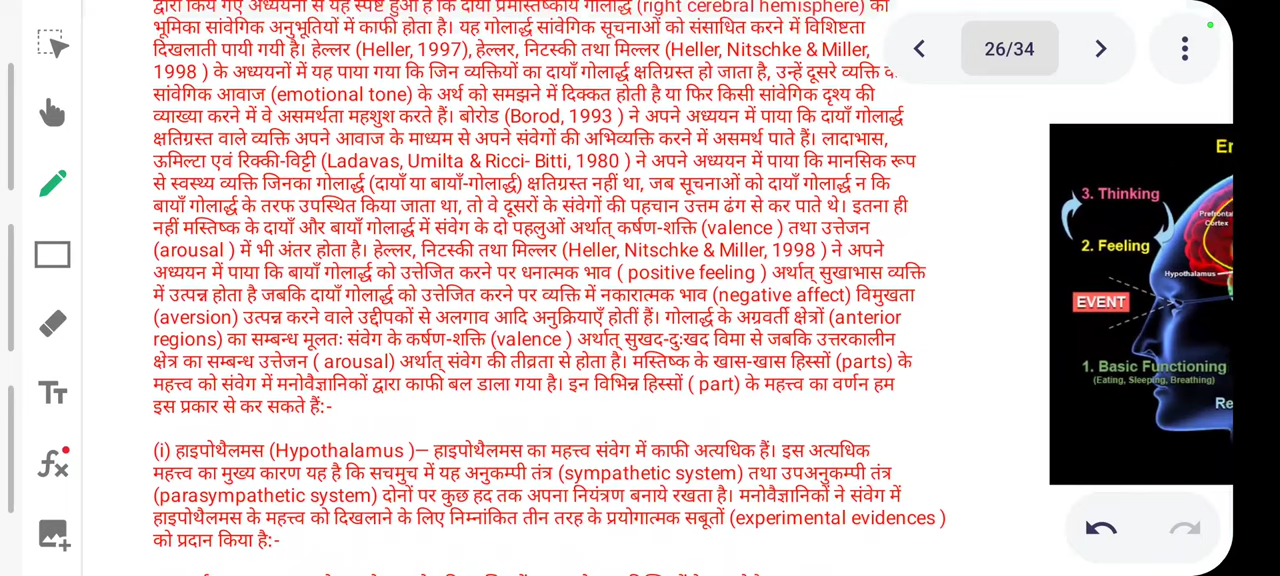 द्वारा किये गए अध्ययनों से यह स्पष्ट हुआ है कि दायाँ प्रमास्तिष्कीय गोलार्द्ध (right cerebral hemisphere) की
भूमिका सांवेगिक अनुभूतियों में काफी होता है। यह गोलार्द्ध सांवेगिक सूचनाओं को संसाधित करने में विशिष्टता
दिखलाती पायी गयी है। हेल्लर (Heller, 1997), हेल्लर, निटस्की तथा मिल्लर (Heller, Nitschke & Miller,
1998 ) के अध्ययनों में यह पाया गया कि जिन व्यक्तियों का दायाँ गोलार्द्ध क्षतिग्रस्त हो जाता है, उन्हें दूसरे व्यक्ति
सांवेगिक आवाज (emotional tone) के अर्थ को समझने में दिक्कत होती है या फिर किसी सांवेगिक दृश्य की
व्याख्या करने में वे असमर्थता महशुश करते हैं। बोरोड (Borod, 1993 ) ने अपने अध्ययन में पाया कि दायाँ गोलार्द्ध
क्षतिग्रस्त वाले व्यक्ति अपने आवाज के माध्यम से अपने संवेगों की अभिव्यक्ति करने में असमर्थ पाते हैं। लादाभास,
ऊमिल्टा एवं रिक्की-विट्टी (Ladavas, Umilta & Ricci- Bitti, 1980 ) ने अपने अध्ययन में पाया कि मानसिक रूप
से स्वस्थ्य व्यक्ति जिनका गोलार्द्ध (दायाँ या बायाँ-गोलार्द्ध) क्षतिग्रस्त नहीं था, जब सूचनाओं को दायाँ गोलार्द्ध न कि
बायाँ गोलार्द्ध के तरफ उपस्थित किया जाता था, तो वे दूसरों के संवेगों की पहचान उत्तम ढंग से कर पाते थे। इतना ही
नहीं मस्तिष्क के दायाँ और बायाँ गोलार्द्ध में संवेग के दो पहलुओं अर्थात् कर्षण-शक्ति (valence ) तथा उत्तेजन
(arousal ) में भी अंतर होता है। हेल्लर, निटस्की तथा मिल्लर (Heller, Nitschke & Miller, 1998 ) ने अपने
अध्ययन में पाया कि बायाँ गोलार्द्ध को उत्तेजित करने पर धनात्मक भाव ( positive feeling ) अर्थात् सुखाभास व्यक्ति
में उत्पन्न होता है जबकि दायाँ गोलार्द्ध को उत्तेजित करने पर व्यक्ति में नकारात्मक भाव (negative affect) विमुखता
(aversion) उत्पन्न करने वाले उद्दीपकों से अलगाव आदि अनुक्रियाएँ होतीं हैं। गोलार्द्ध के अग्रवर्ती क्षेत्रों (anterior
regions) का सम्बन्ध मूलतः संवेग के कर्षण-शक्ति (valence ) अर्थात् सुखद-दुःखद विमा से जबकि उत्तरकालीन
क्षेत्र का सम्बन्ध उत्तेजन ( arousal) अर्थात् संवेग की तीव्रता से होता है। मस्तिष्क के खास-खास हिस्सों (parts) के
महत्त्व को संवेग में मनोवैज्ञानिकों द्वारा काफी बल डाला गया है। इन विभिन्न हिस्सों ( part) के महत्त्व का वर्णन हम
इस प्रकार से कर सकते हैं:-
(i) हाइपोथैलमस (Hypothalamus )— हाइपोथैलमस का महत्त्व संवेग में काफी अत्यधिक हैं। इस अत्यधिक
महत्त्व का मुख्य कारण यह है कि सचमुच में यह अनुकम्पी तंत्र (sympathetic system) तथा उपअनुकम्पी तंत्र
(parasympathetic system) दोनों पर कुछ हद तक अपना नियंत्रण बनाये रखता है। मनोवैज्ञानिकों ने संवेग में
हाइपोथैलमस के महत्त्व को दिखलाने के लिए निम्नांकित तीन तरह के प्रयोगात्मक सबूतों (experimental evidences )
को प्रदान किया है:-
26/34
3. Thinking
2. Feeling
Cortex
Hypothalamus
EVENT
1. Basic Functioning
(Eating, Sleeping, Breathing)
Re
Tт
fx